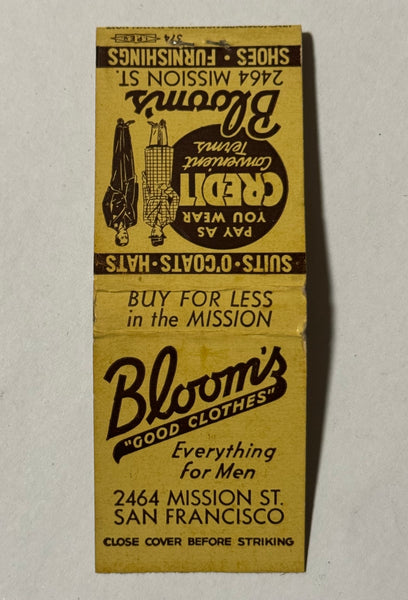 BUY FOR LESS
in the MISSION
Bloom's
"GOOD CLOTHES"
Everything
for Men
2464 MISSION ST.
SAN FRANCISCO
CLOSE COVER BEFORE STRIKING
SUITS • O'COATS • HATS
PAY AS
YOU WEAR
CREDIT
Convenient
Terms
Bloom's
2464 MISSION ST.
SHOES • FURNISHINGS